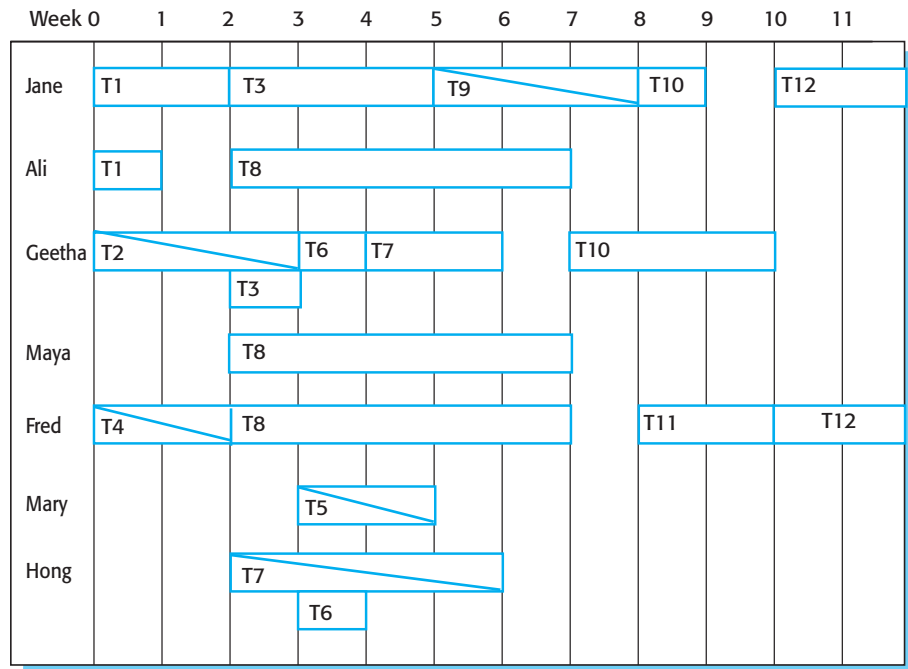 Week 0 1 2 3 4 5 6 7 8 9 10 11
Jane T1 T3 T9 T10 T12
Ali T1 T8
Geetha T2 T6 T7 T10
T3
Maya T8
Fred T4 T8 T11 T12
Mary T5
Hong T7
T6